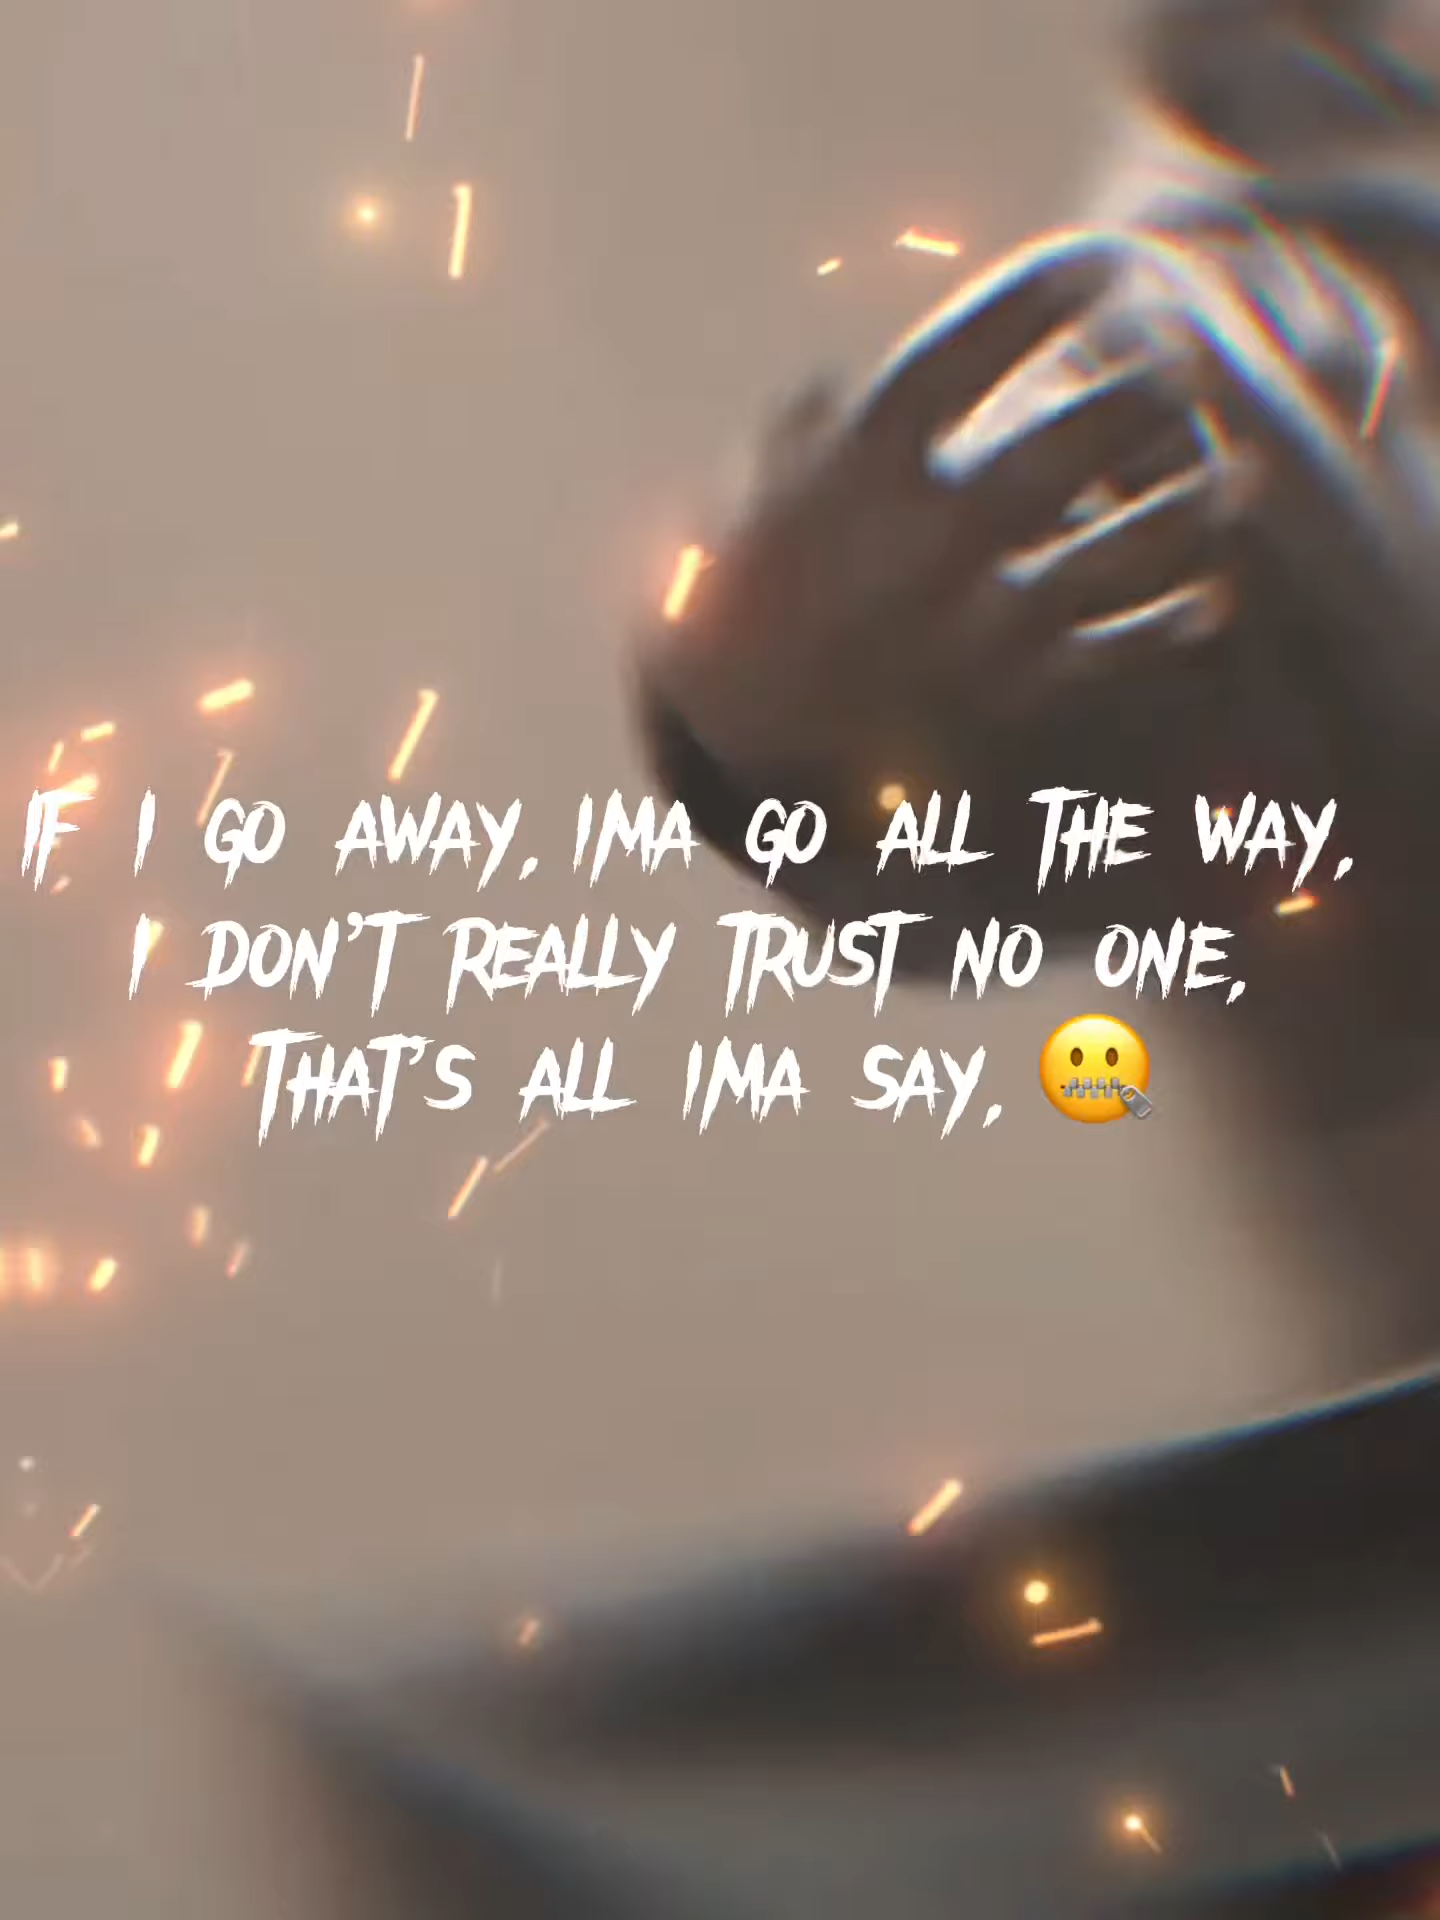 IF I GO AWAY, IMA GO ALL THE WAY,
I DON'T REALLY TRUST NO ONE,
THAT'S ALL IMA SAY, 🤐